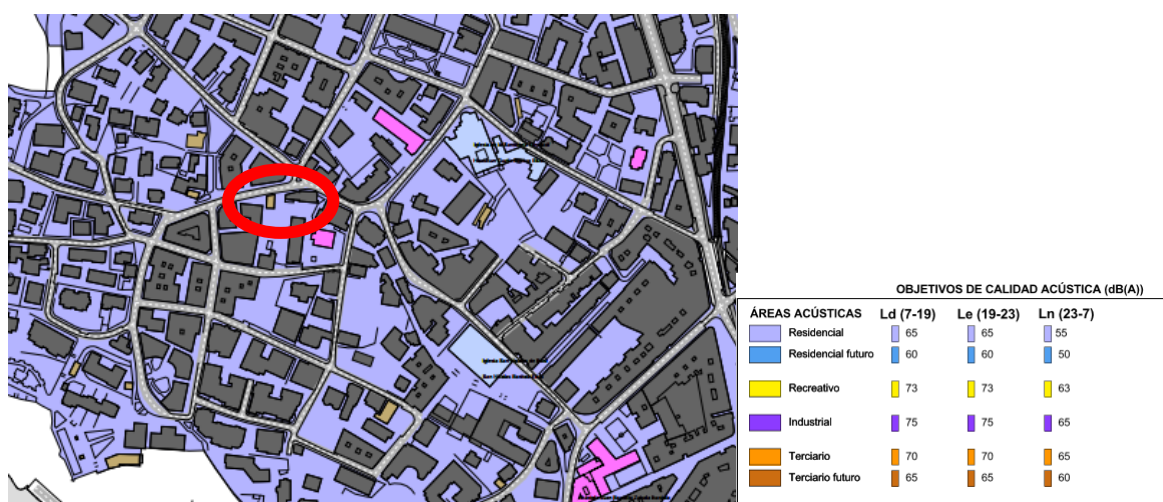 OBJETIVOS DE CALIDAD ACÚSTICA (dB(A))
ÁREAS ACÚSTICAS Ld (7-19) Le (19-23) Ln (23-7)
Residencial 65 65 55
Residencial futuro 60 60 50
Recreativo 73 73 63
Industrial 75 75 65
Terciario 70 70 65
Terciario futuro 65 65 60